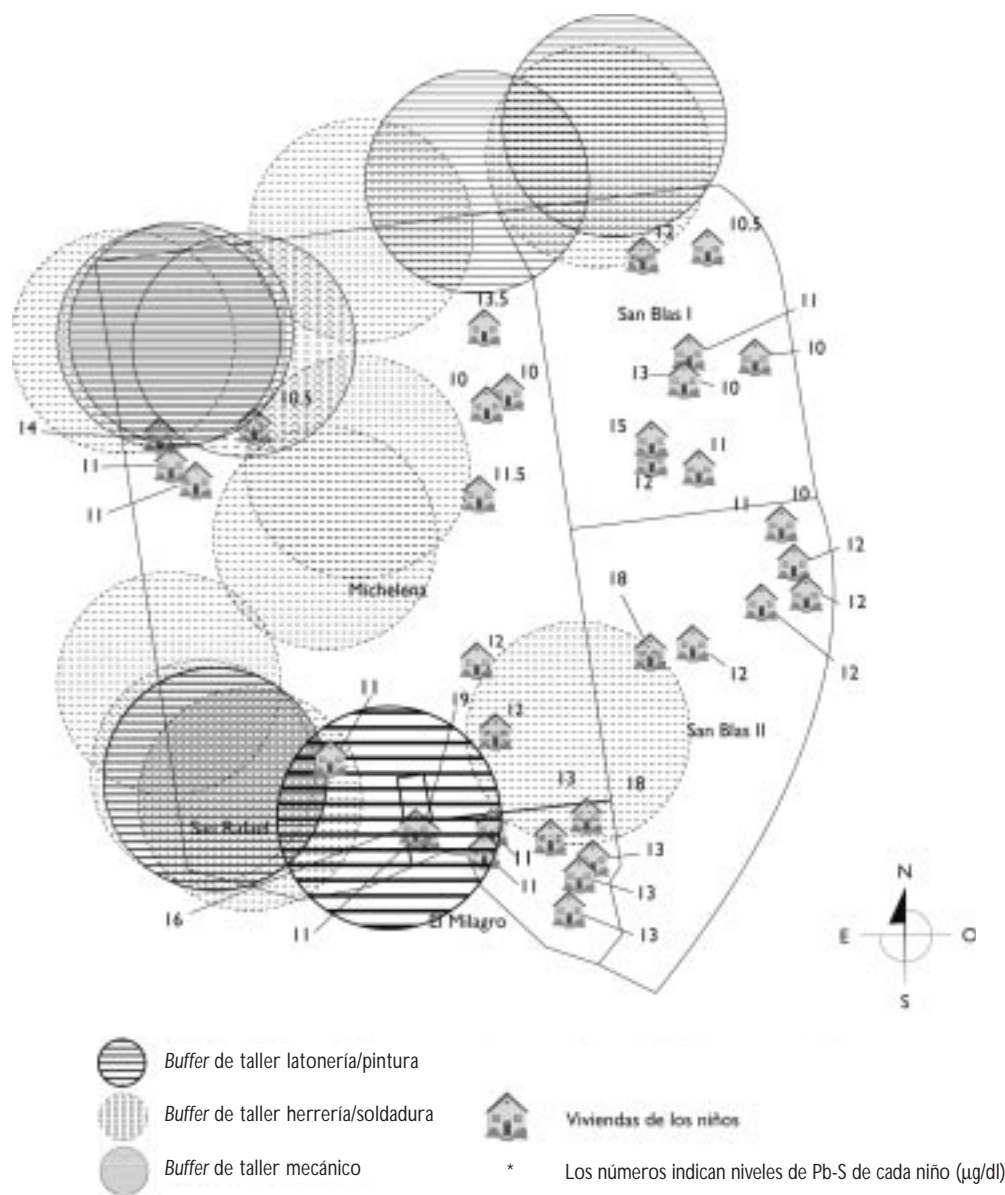 12
10.5
San Blas I
13.5
11
10
10
10
13
10
10.5
14
15
11
11
11.5
12
11
10
11
12
Michelena
18
12
12
12
12
11
19
12
San Blas II
13
18
San Rafael
13
11
11
13
16
11
El Milagro
13
N
E
O
S
Buffer de taller latonería/pintura
Buffer de taller herrería/soldadura
Viviendas de los niños
Buffer de taller mecánico
* Los números indican niveles de Pb-S de cada niño (µg/dl)